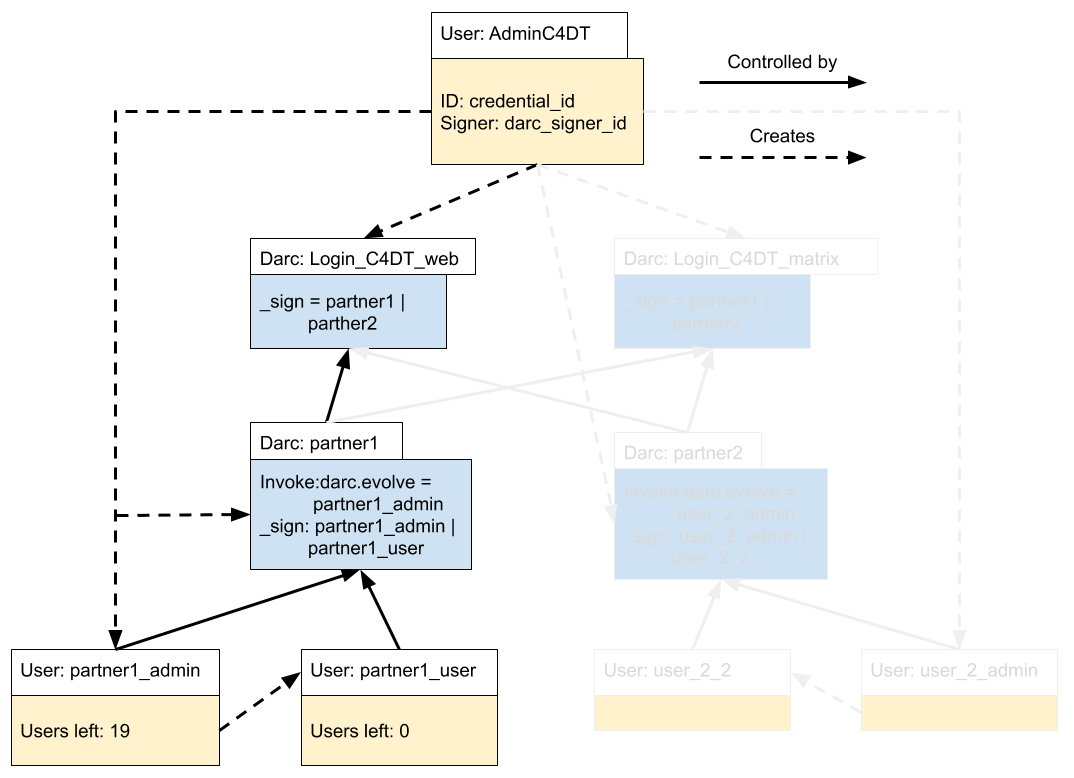 User: AdminC4DT
ID: credential_id
Signer: darc_signer_id
Controlled by
Creates
Darc: Login_C4DT_web
_sign = partner1 |
parther2
Darc: Login_C4DT_matrix
_sign = partner1 |
partner2
Darc: partner1
Invoke:darc.evolve =
partner1_admin
_sign: partner1_admin |
partner1_user
Darc: partner2
Invoke:darc.evolve =
user_2_admin
_sign: user_2_admin |
user_2_2
User: partner1_admin
Users left: 19
User: partner1_user
Users left: 0
User: user_2_2
User: user_2_admin